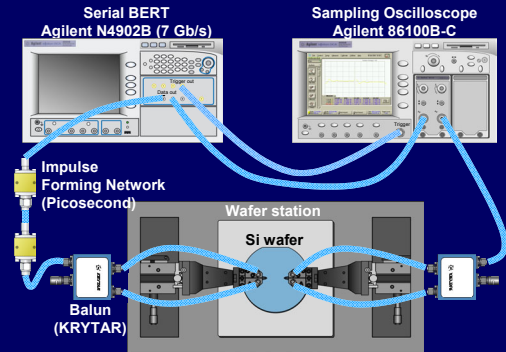 Serial BERT
Agilent N4902B (7 Gb/s)
Sampling Oscilloscope
Agilent 86100B-C
Trigger out
Data out
Trigger
Impulse
Forming Network
(Picosecond)
Wafer station
Si wafer
Balun
(KRYTAR)